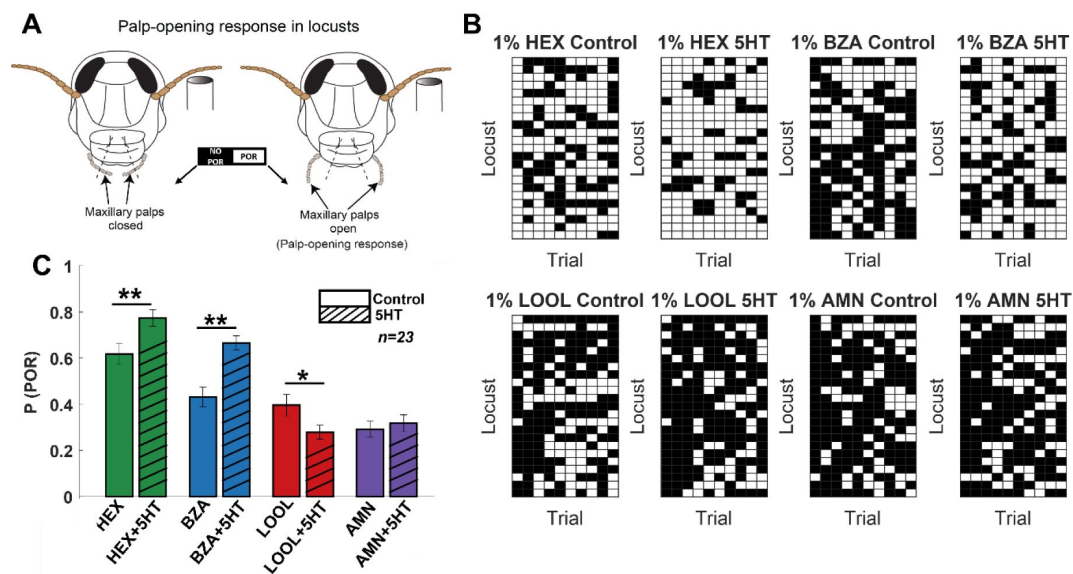 A
Palp-opening response in locusts
NO
POR
POR
Maxillary palps
closed
Maxillary palps
open
(Palp-opening response)
B
1% HEX Control
1% HEX 5HT
1% BZA Control
1% BZA 5HT
Locust
Locust
Locust
Locust
Trial
Trial
Trial
Trial
1% LOOL Control
1% LOOL 5HT
1% AMN Control
1% AMN 5HT
Locust
Locust
Locust
Locust
Trial
Trial
Trial
Trial
C
P (POR)
1
0.8
0.6
0.4
0.2
0
**
**
*
Control
5HT
n=23
HEX
HEX+5HT
BZA
BZA+5HT
LOOL
LOOL+5HT
AMN
AMN+5HT